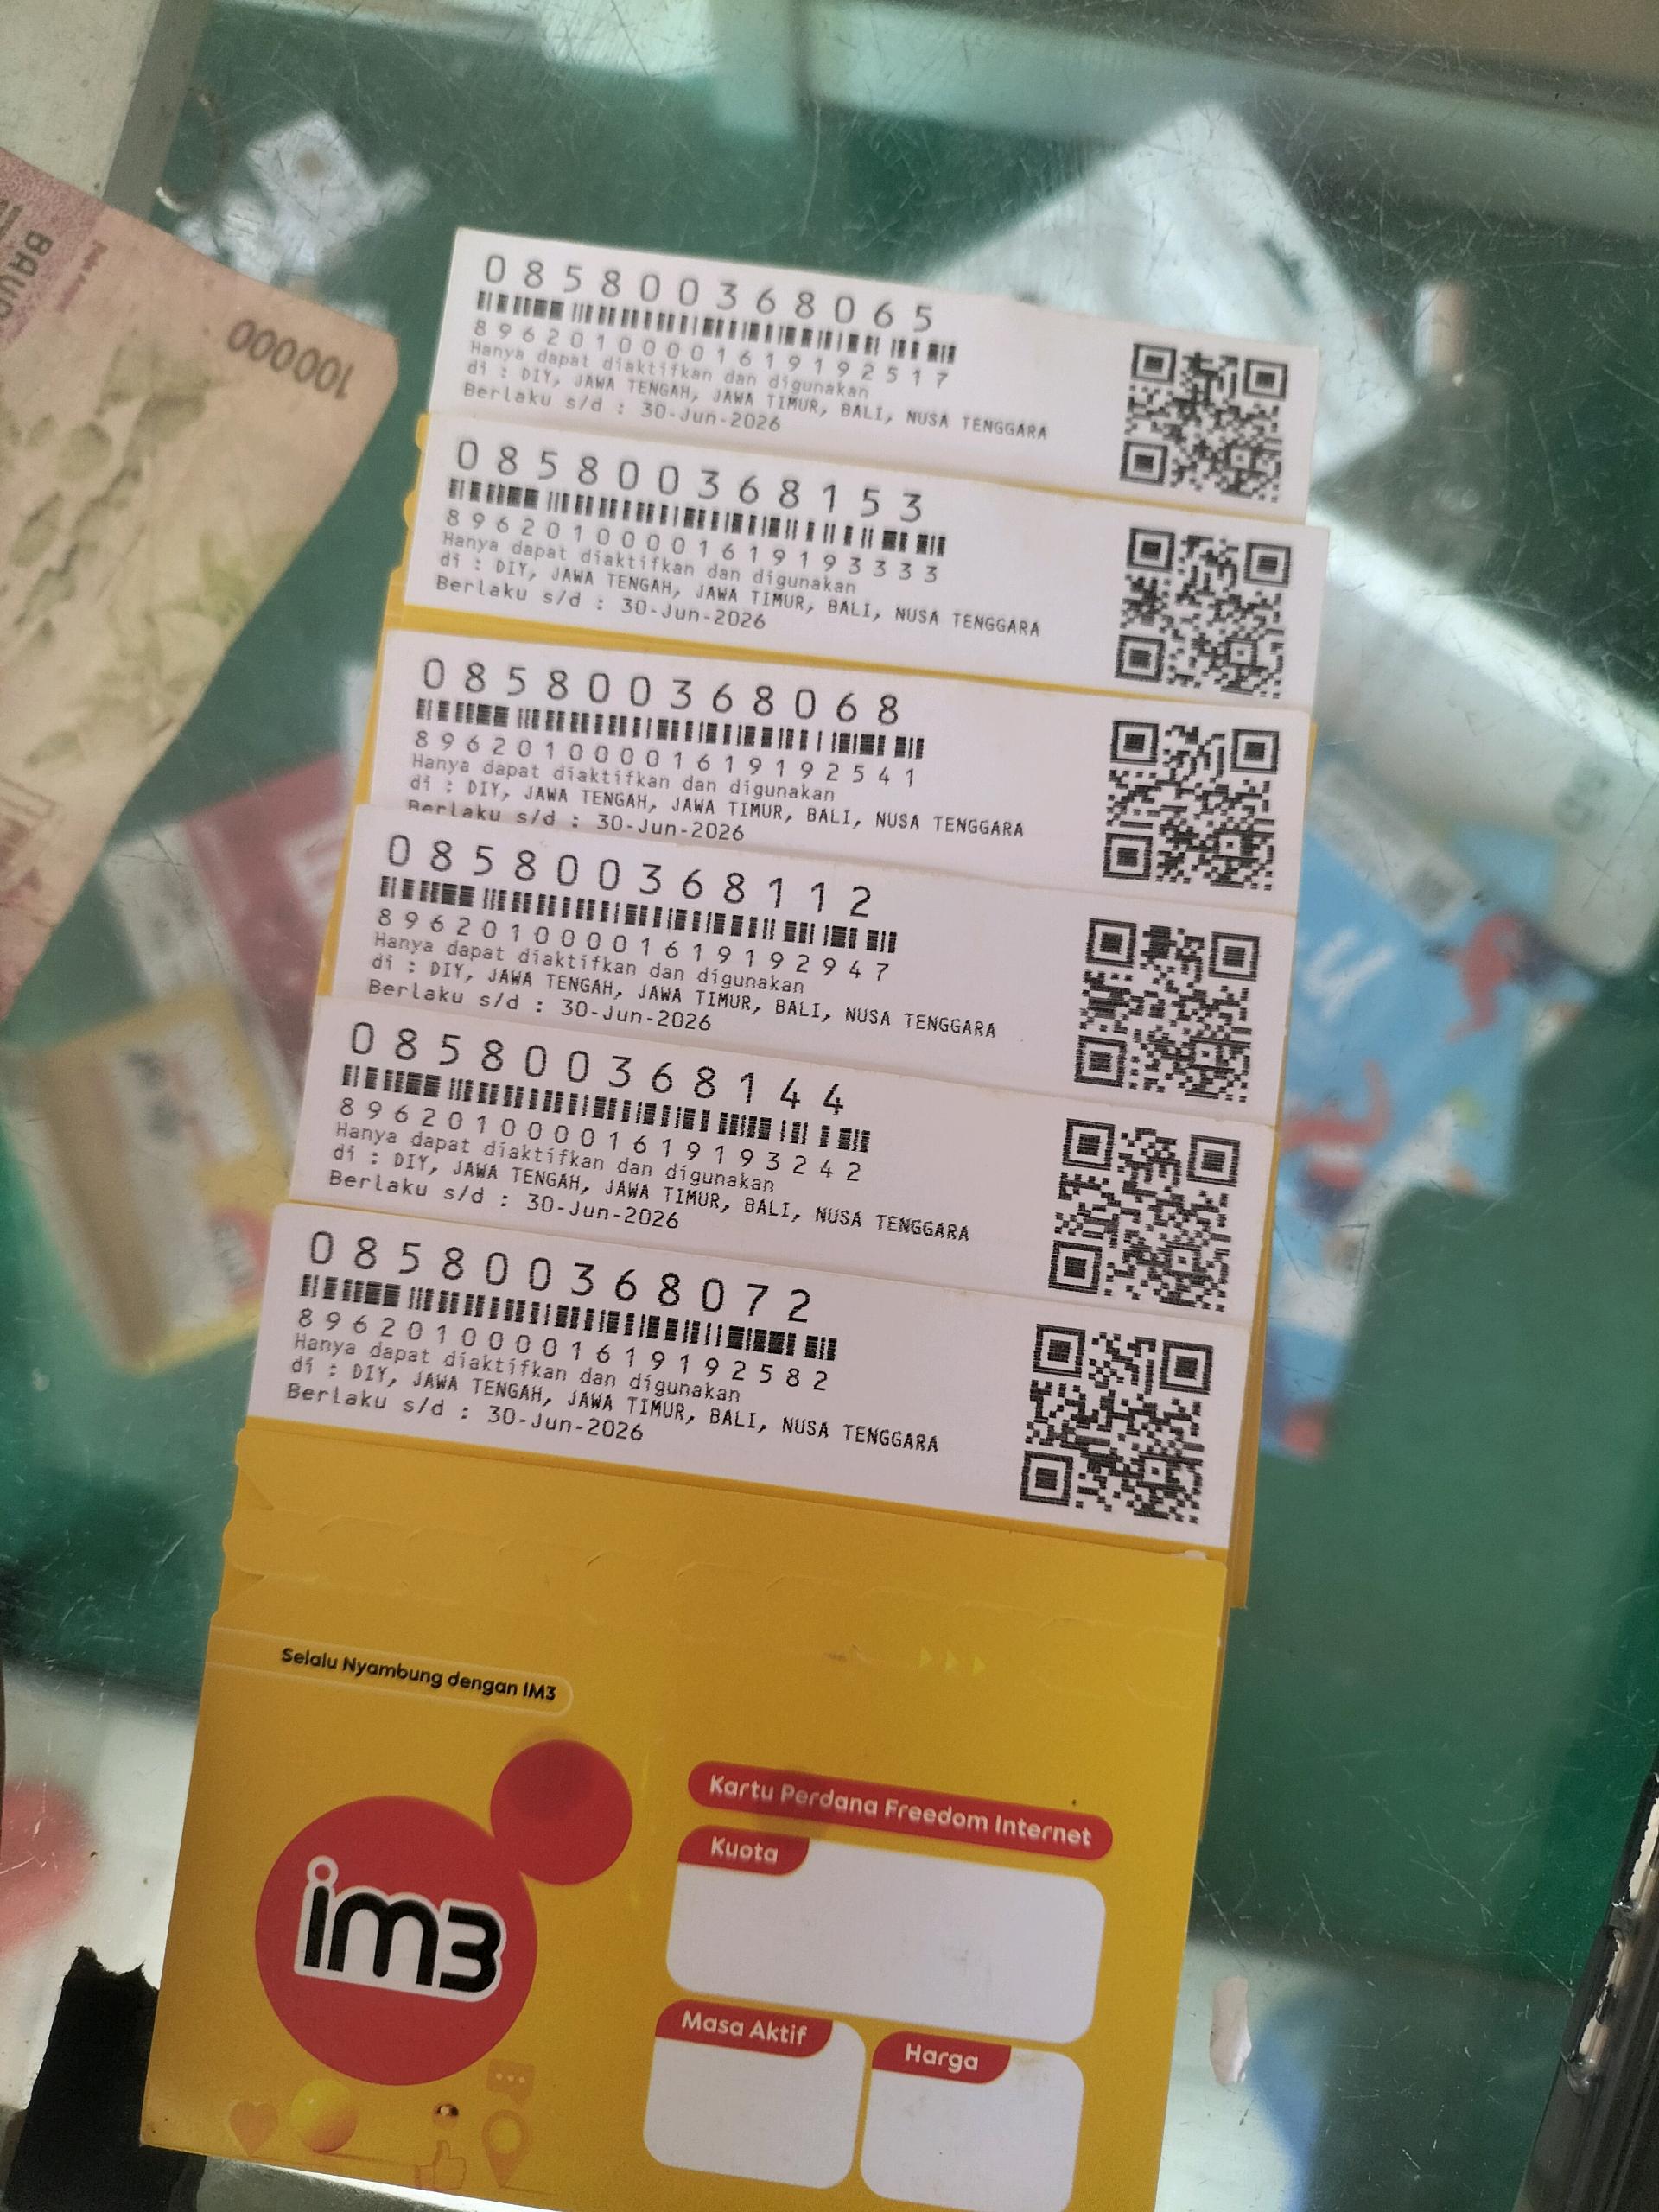 100000
085800368065
8962010000161919 2517
Hanya dapat diaktifkan dan digunakan
di : DIY, JAWA TENGAH, JAWA TIMUR, BALI, NUSA TENGGARA
Berlaku s/d : 30-Jun-2026
085800368153
89620100001619193333
Hanya dapat diaktifkan dan digunakan
di : DIY, JAWA TENGAH, JAWA TIMUR, BALI, NUSA TENGGARA
Berlaku s/d : 30-Jun-2026
085800368068
89620100001619192541
Hanya dapat diaktifkan dan digunakan
di : DIY, JAWA TENGAH, JAWA TIMUR, BALI, NUSA TENGGARA
Berlaku s/d : 30-Jun-2026
085800368112
89620100001619192947
Hanya dapat diaktifkan dan digunakan
di : DIY, JAWA TENGAH, JAWA TIMUR, BALI, NUSA TENGGARA
Berlaku s/d : 30-Jun-2026
085800368144
89620100001619193242
Hanya dapat diaktifkan dan digunakan
di : DIY, JAWA TENGAH, JAWA TIMUR, BALI, NUSA TENGGARA
Berlaku s/d : 30-Jun-2026
085800368072
89620100001619192582
Hanya dapat diaktifkan dan digunakan
di : DIY, JAWA TENGAH, JAWA TIMUR, BALI, NUSA TENGGARA
Berlaku s/d : 30-Jun-2026
Selalu Nyambung dengan IM3
im3
Kartu Perdana Freedom Internet
Kuota
Masa Aktif
Harga